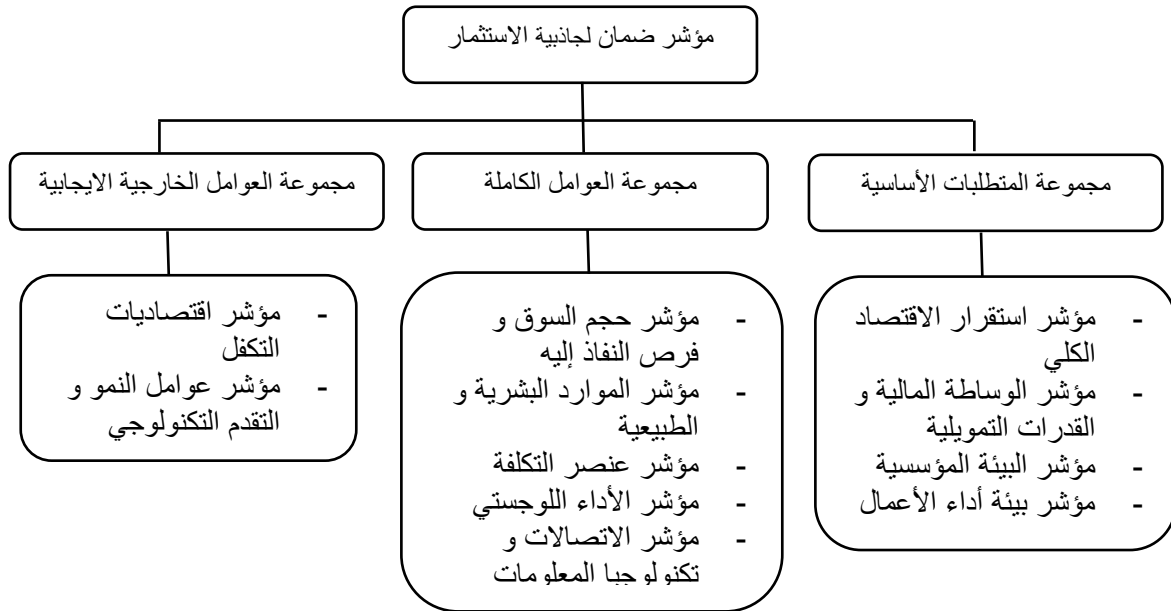 مؤشر ضمان لجاذبية الاستثمار
مجموعة المتطلبات الأساسية
مجموعة العوامل الكاملة
مجموعة العوامل الخارجية الايجابية
- مؤشر استقرار الاقتصاد
الكلي
- مؤشر الوساطة المالية و
القدرات التمويلية
- مؤشر البيئة المؤسسية
- مؤشر بيئة أداء الأعمال
- مؤشر حجم السوق و
فرص النفاذ إليه
- مؤشر الموارد البشرية و
الطبيعية
- مؤشر عنصر التكلفة
- مؤشر الأداء اللوجستي
- مؤشر الاتصالات و
تكنولوجيا المعلومات
- مؤشر اقتصاديات
التكفل
- مؤشر عوامل النمو و
التقدم التكنولوجي